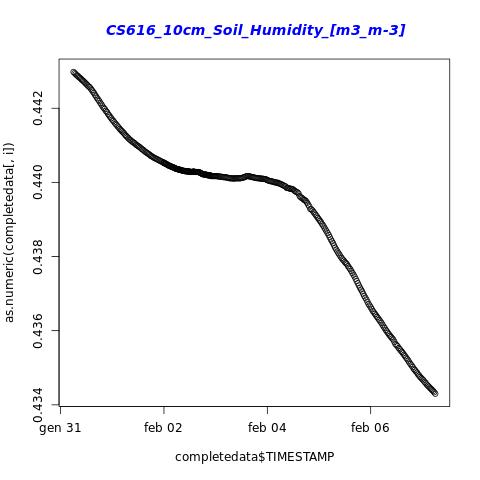 CS616_10cm_Soil_Humidity_[m3_m-3]
as.numeric(completedata[, i])
0.442
0.440
0.438
0.436
0.434
gen 31 feb 02 feb 04 feb 06
completedata$TIMESTAMP